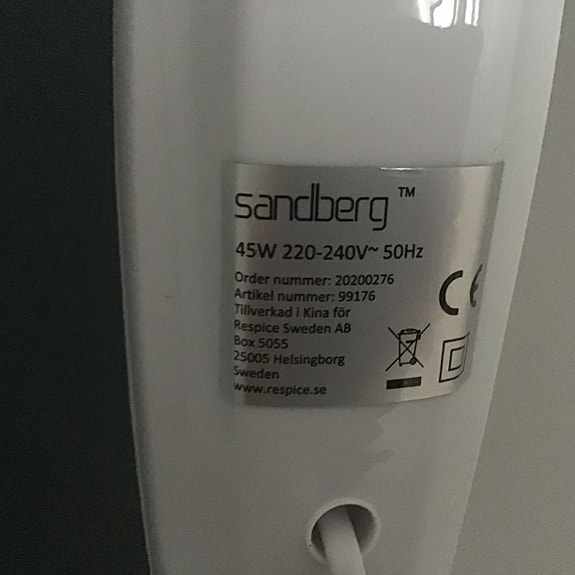 sandberg ™
45W 220-240V~ 50Hz
Order nummer: 20200276
Artikel nummer: 99176
Tillverkad i Kina för
Respice Sweden AB
Box 5055
25005 Helsingborg
Sweden
www.respice.se
CE